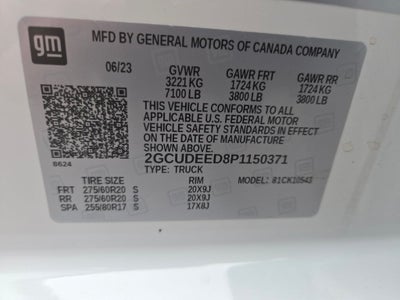 gm
MFD BY GENERAL MOTORS OF CANADA COMPANY
06/23 GVWR GAWR FRT GAWR RR
3221 KG 1724 KG 1724 KG
7100 LB 3800 LB 3800 LB
THIS VEHICLE CONFORMS TO ALL
APPLICABLE U.S. FEDERAL MOTOR
VEHICLE SAFETY STANDARDS IN EFFECT
ON THE DATE OF MANUFACTURE
SHOWN ABOVE.
8624
2GCUDEED8P1150371
TYPE: TRUCK MODEL: 81CK10543
TIRE SIZE RIM
FRT 275/60R20 S 20X9J
RR 275/60R20 S 20X9J
SPA 255/80R17 S 17X8J